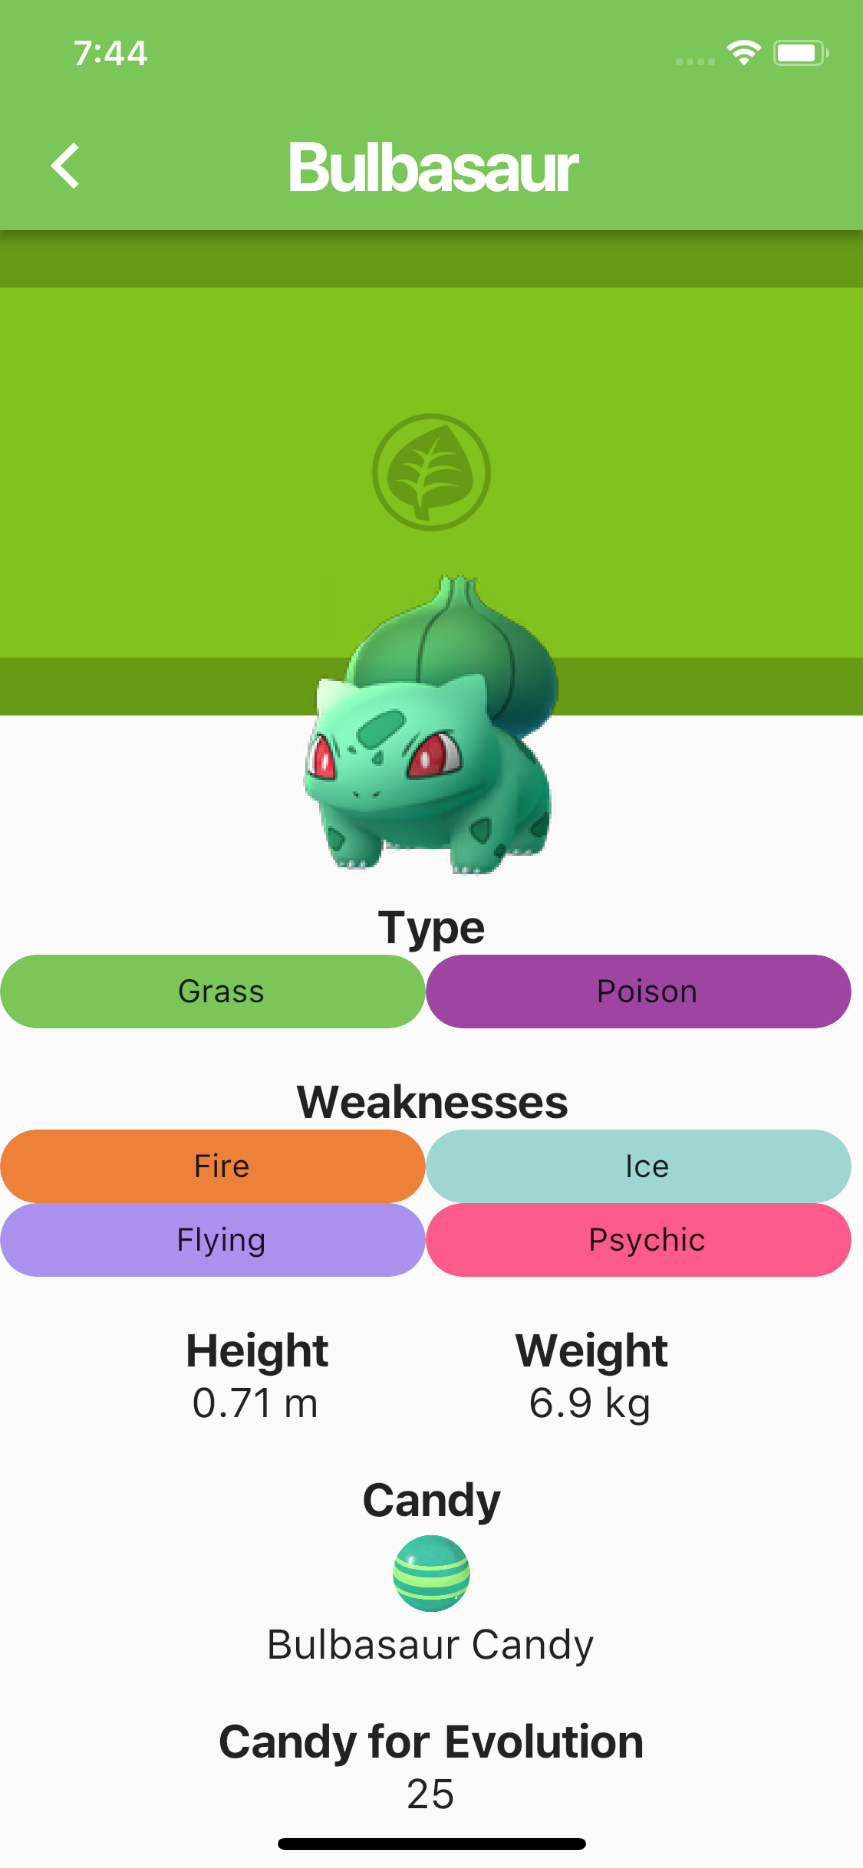 7:44
Bulbasaur
Type
Grass Poison
Weaknesses
Fire Ice
Flying Psychic
Height Weight
0.71 m 6.9 kg
Candy
Bulbasaur Candy
Candy for Evolution
25